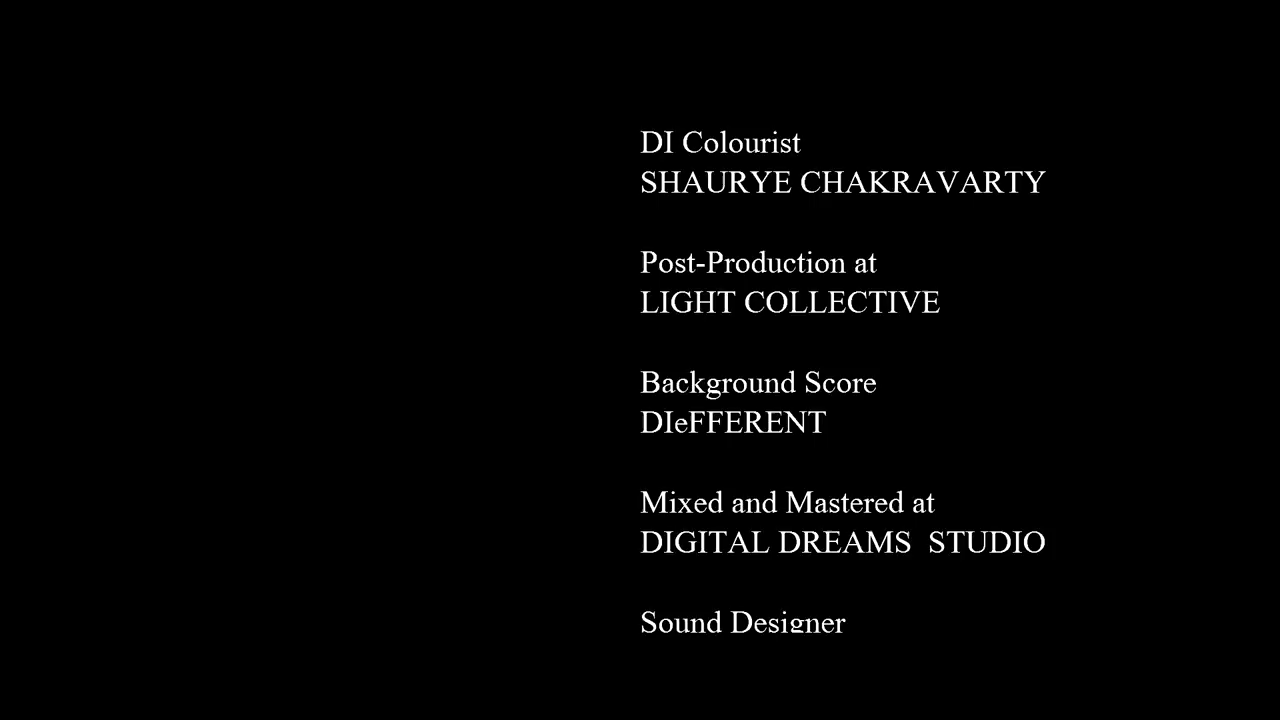 DI Colourist
SHAURYE CHAKRAVARTY
Post-Production at
LIGHT COLLECTIVE
Background Score
DIeFFERENT
Mixed and Mastered at
DIGITAL DREAMS  STUDIO
Sound Designer